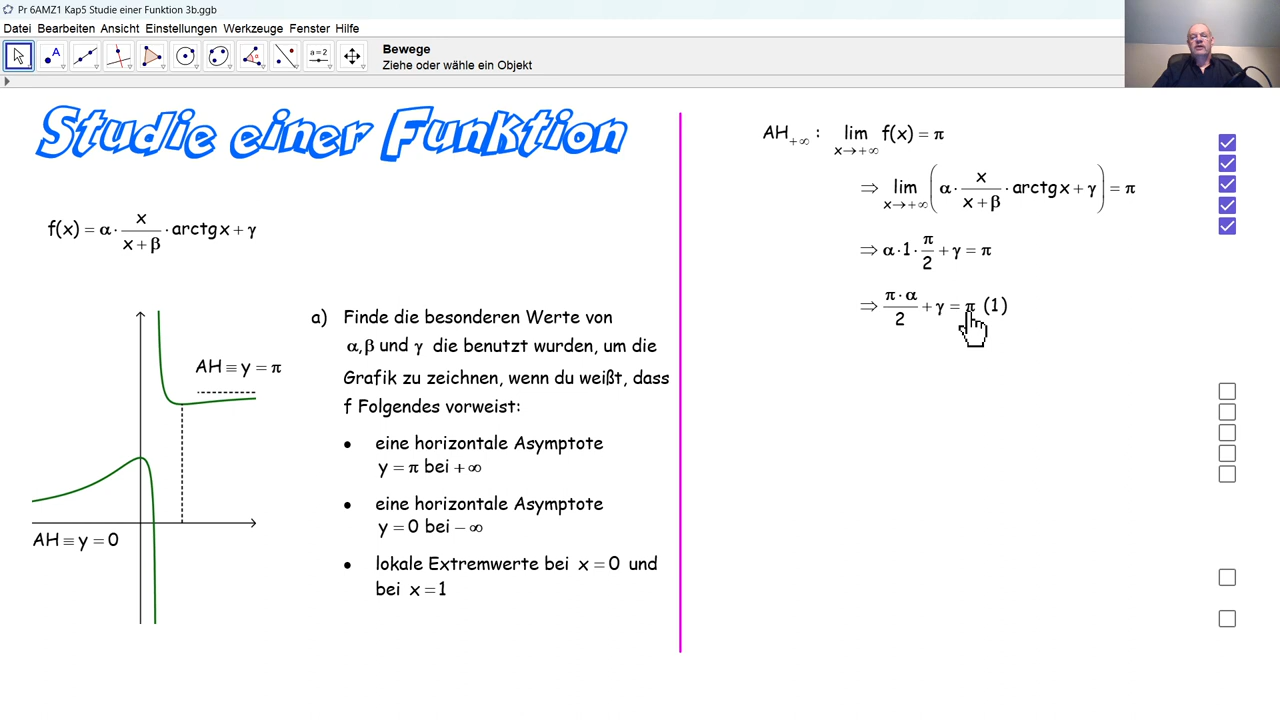 Pr 6AMZ1 Kap5 Studie einer Funktion 3b.ggb
Datei Bearbeiten Ansicht Einstellungen Werkzeuge Fenster Hilfe
A
a=2
Bewege
Ziehe oder wähle ein Objekt
Studie einer Funktion
f(x) = α · x/(x+β) · arctg x + γ
AH ≡ y = π
AH ≡ y = 0
a) Finde die besonderen Werte von
α, β und γ die benutzt wurden, um die
Grafik zu zeichnen, wenn du weißt, dass
f Folgendes vorweist:
• eine horizontale Asymptote
y = π bei +∞
• eine horizontale Asymptote
y = 0 bei −∞
• lokale Extremwerte bei x = 0 und
bei x = 1
AH+∞ : lim x→+∞ f(x) = π
⇒ lim x→+∞ (α · x/(x+β) · arctg x + γ) = π
⇒ α · 1 · π/2 + γ = π
⇒ π · α/2 + γ = π (1)